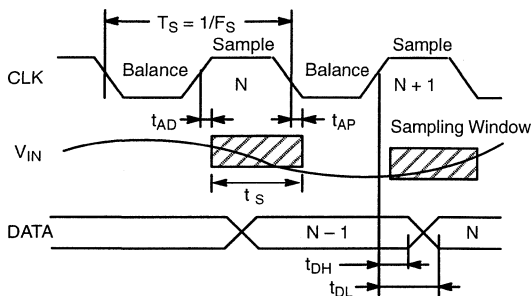 T_S = 1/F_S
Sample Sample
CLK Balance N Balance N + 1
t_AD t_AP Sampling Window
V_IN
t_S
DATA N – 1 N
t_DH
t_DL